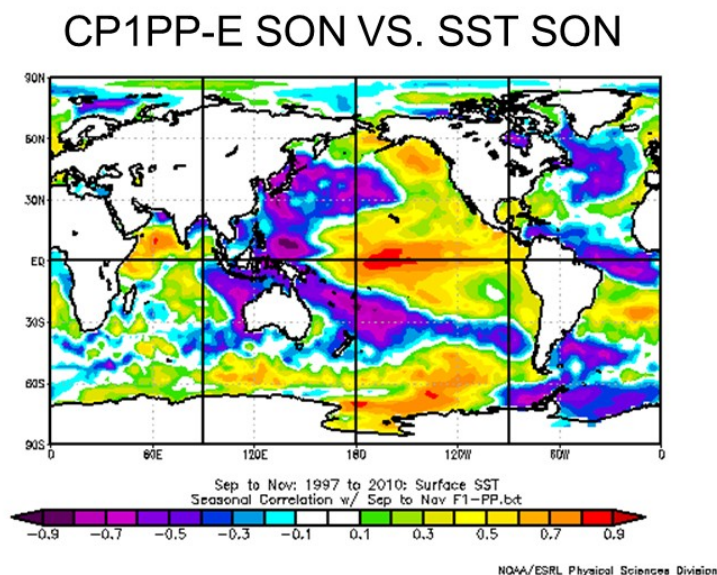 CP1PP-E SON VS. SST SON
90N
60N
30N
EQ
30S
60S
90S
0 60E 120E 180 120W 60W 0
Sep to Nov: 1997 to 2010: Surface SST
Seasonal Correlation w/ Sep to Nov F1-PP.txt
-0.9 -0.7 -0.5 -0.3 -0.1 0.1 0.3 0.5 0.7 0.9
NOAA/ESRL Physical Sciences Division